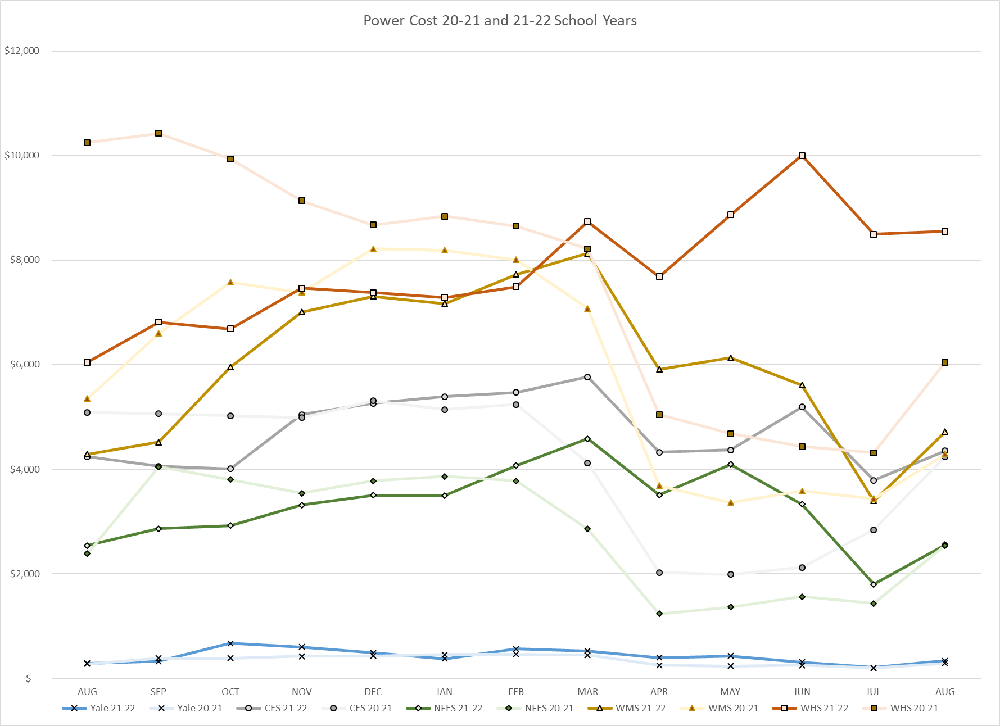 Power Cost 20-21 and 21-22 School Years
$12,000
$10,000
$8,000
$6,000
$4,000
$2,000
$-
AUG SEP OCT NOV DEC JAN FEB MAR APR MAY JUN JUL AUG
Yale 21-22 Yale 20-21 CES 21-22 CES 20-21 NFES 21-22 NFES 20-21 WMS 21-22 WMS 20-21 WHS 21-22 WHS 20-21